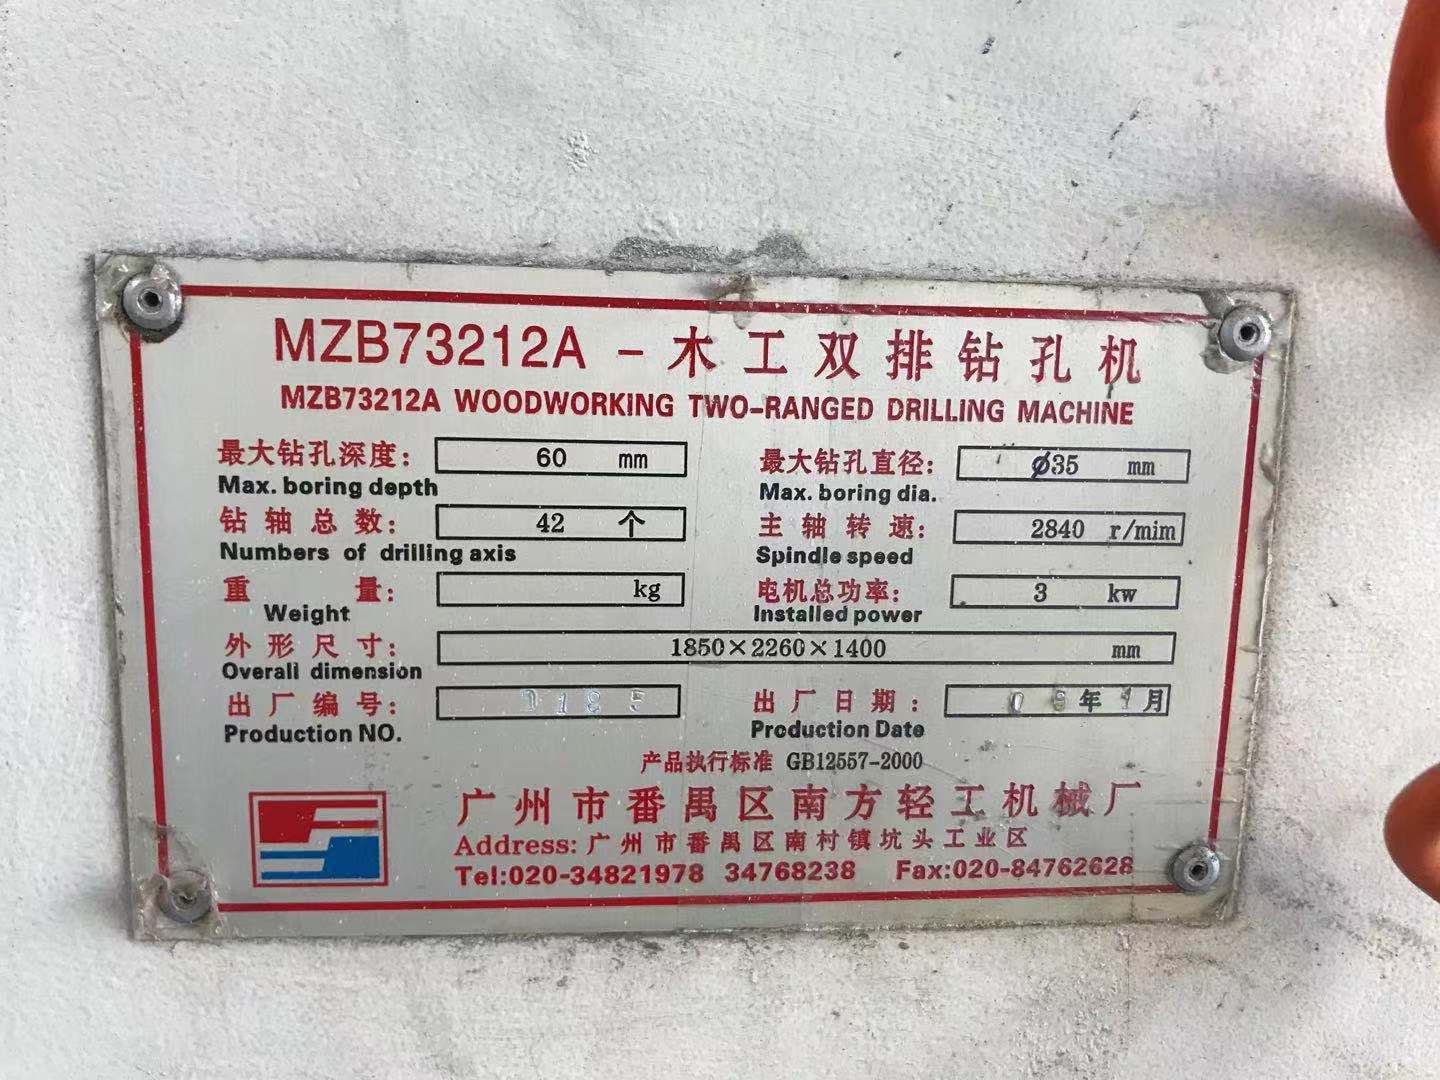 MZB73212A - 木工双排钻孔机
MZB73212A WOODWORKING TWO-RANGED DRILLING MACHINE
最大钻孔深度: 60 mm 最大钻孔直径: ϕ35 mm
Max. boring depth Max. boring dia.
钻轴总数: 42 个 主轴转速: 2840 r/mim
Numbers of drilling axis Spindle speed
重量: kg 电机总功率: 3 kw
Weight Installed power
外形尺寸: 1850×2260×1400 mm
Overall dimension
出厂编号: 出厂日期: 年 月
Production NO. Production Date
产品执行标准 GB12557-2000
广州市番禺区南方轻工机械厂
Address: 广州市番禺区南村镇坑头工业区
Tel:020-34821978 34768238 Fax:020-84762628